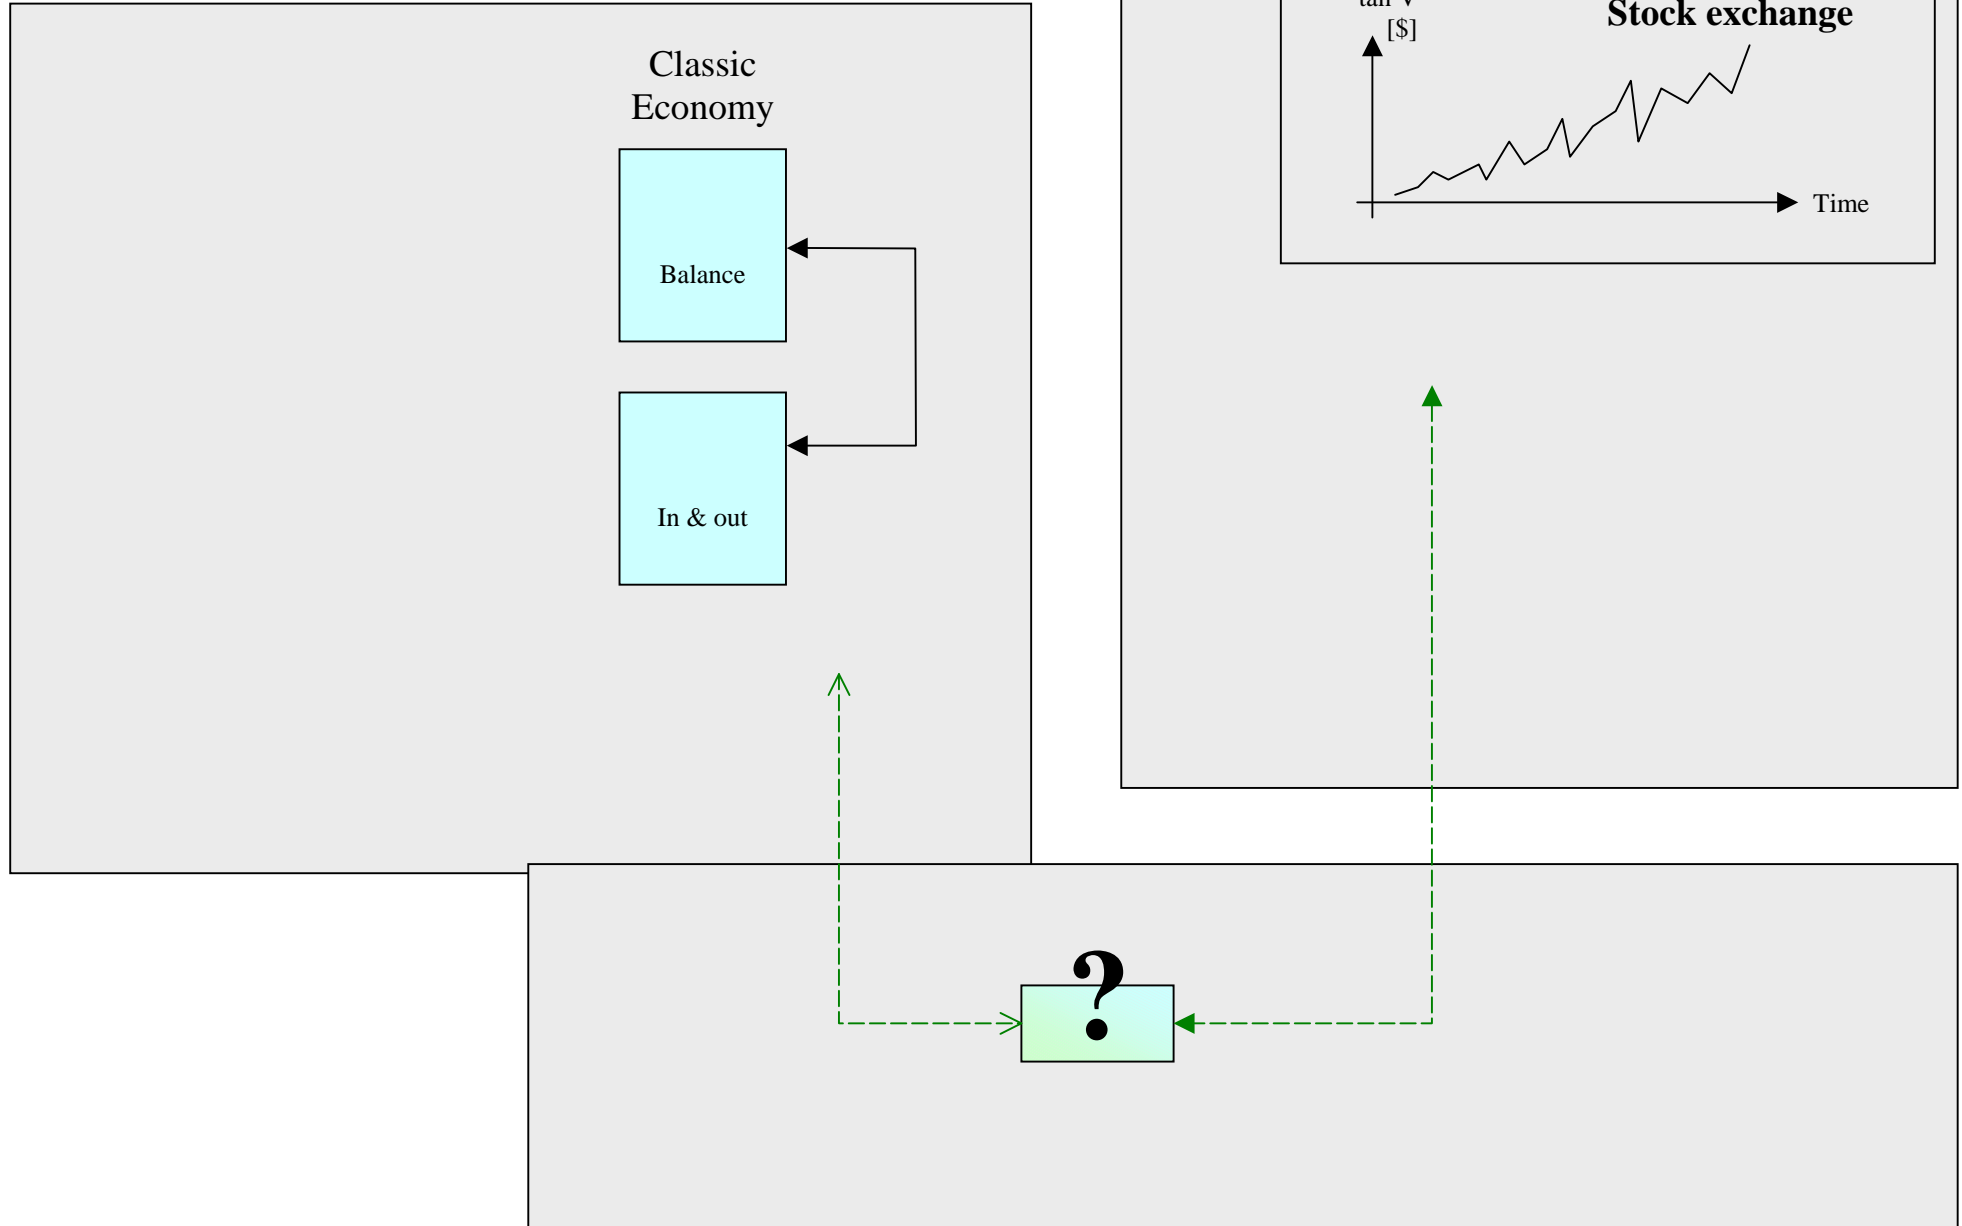 Classic
Economy
Balance
In & out
[$]
Stock exchange
Time
?